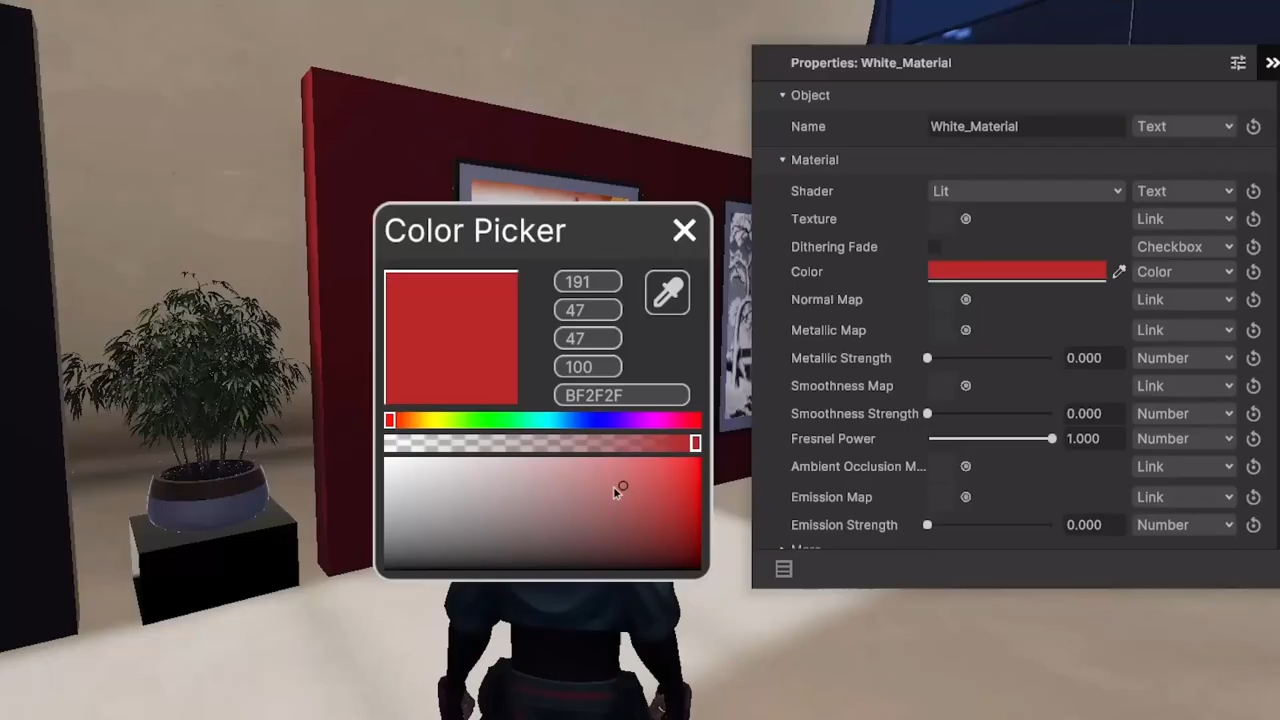 Properties: White_Material
Object
Name White_Material Text
Material
Shader Lit Text
Texture Link
Dithering Fade Checkbox
Color Color
Normal Map Link
Metallic Map Link
Metallic Strength 0.000 Number
Smoothness Map Link
Smoothness Strength 0.000 Number
Fresnel Power 1.000 Number
Ambient Occlusion M... Link
Emission Map Link
Emission Strength 0.000 Number
Color Picker
191
47
47
100
BF2F2F